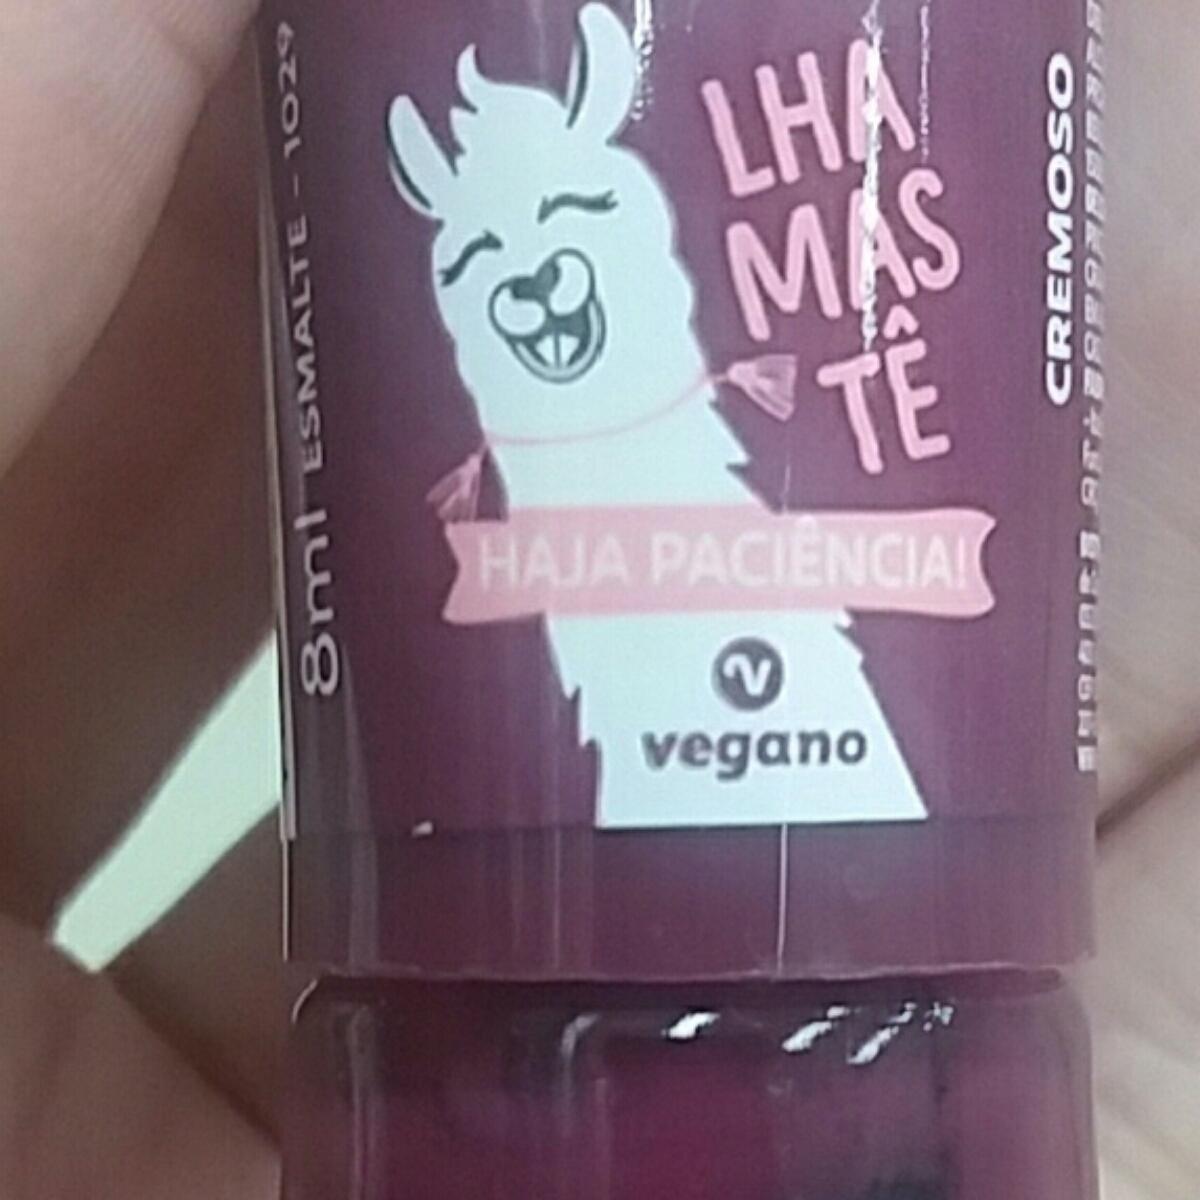 LHA
MAS
TÊ
HAJA PACIÊNCIA!
vegano
8ml ESMALTE - 1029
CREMOSO